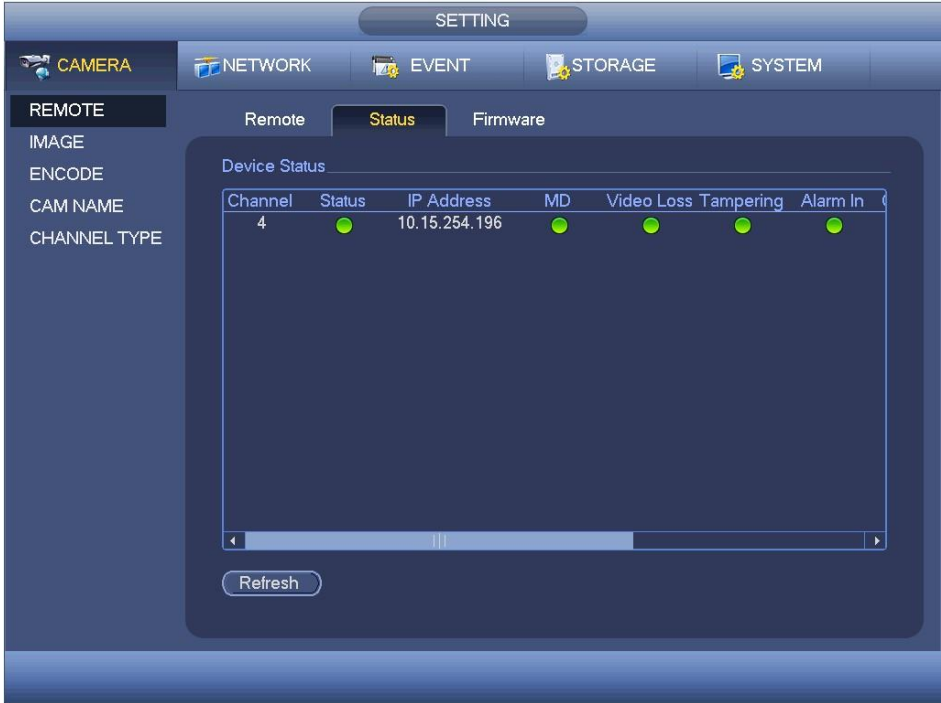 SETTING
CAMERA NETWORK EVENT STORAGE SYSTEM
REMOTE
IMAGE
ENCODE
CAM NAME
CHANNEL TYPE
Remote Status Firmware
Device Status
Channel Status IP Address MD Video Loss Tampering Alarm In
4 10.15.254.196
Refresh